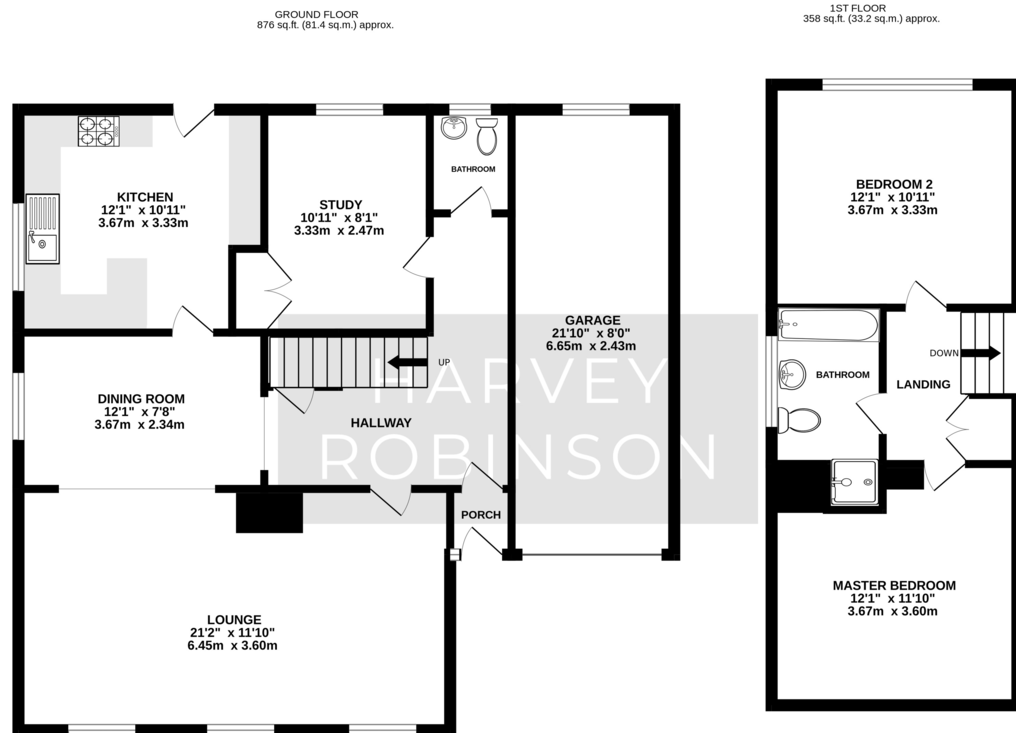 GROUND FLOOR
876 sq.ft. (81.4 sq.m.) approx.
1ST FLOOR
358 sq.ft. (33.2 sq.m.) approx.
KITCHEN
12'1" x 10'11"
3.67m x 3.33m
STUDY
10'11" x 8'1"
3.33m x 2.47m
BATHROOM
GARAGE
21'10" x 8'0"
6.65m x 2.43m
UP
DINING ROOM
12'1" x 7'8"
3.67m x 2.34m
HALLWAY
HARVEY
ROBINSON
PORCH
LOUNGE
21'2" x 11'10"
6.45m x 3.60m
BEDROOM 2
12'1" x 10'11"
3.67m x 3.33m
DOWN
BATHROOM
LANDING
MASTER BEDROOM
12'1" x 11'10"
3.67m x 3.60m